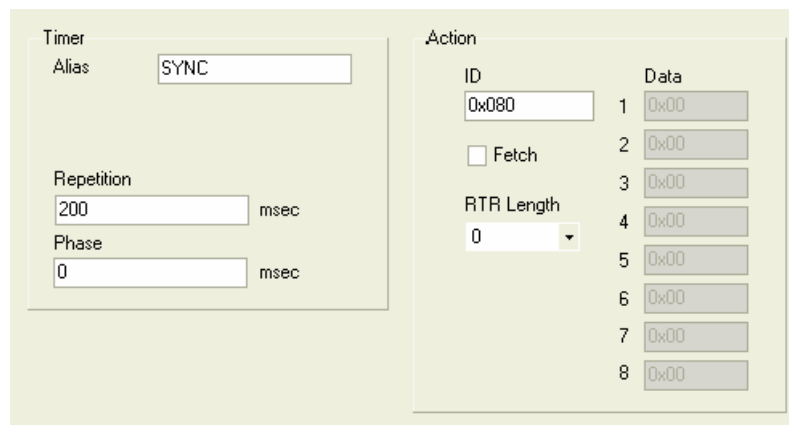 Timer
Alias SYNC
Repetition
200 msec
Phase
0 msec
Action
ID Data
0x080 1 0x00
2 0x00
Fetch
3 0x00
RTR Length
4 0x00
0
5 0x00
6 0x00
7 0x00
8 0x00